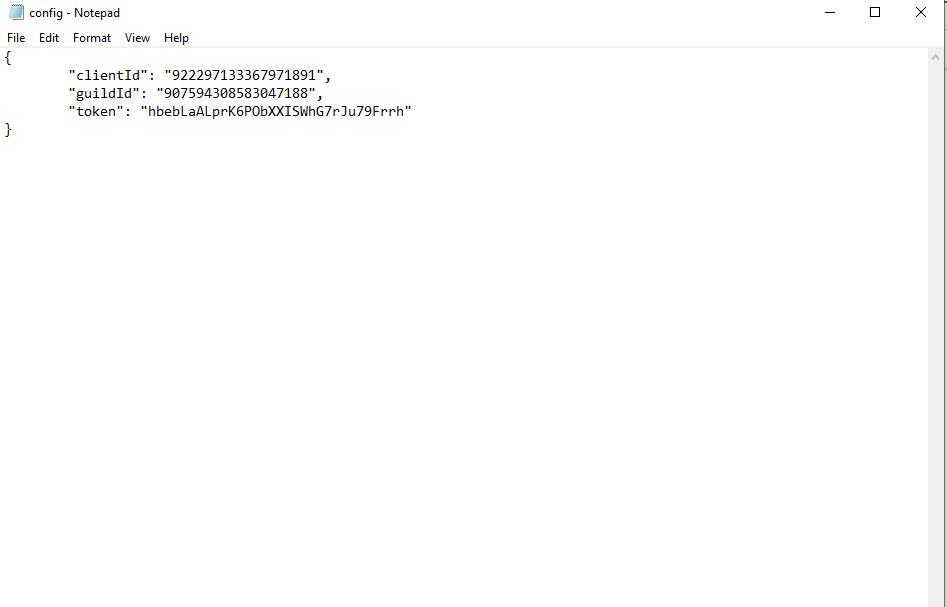 config - Notepad
File Edit Format View Help
{
"clientId": "922297133367971891",
"guildId": "907594308583047188",
"token": "hbebLaALprK6PObXXISWhG7rJu79Frrh"
}